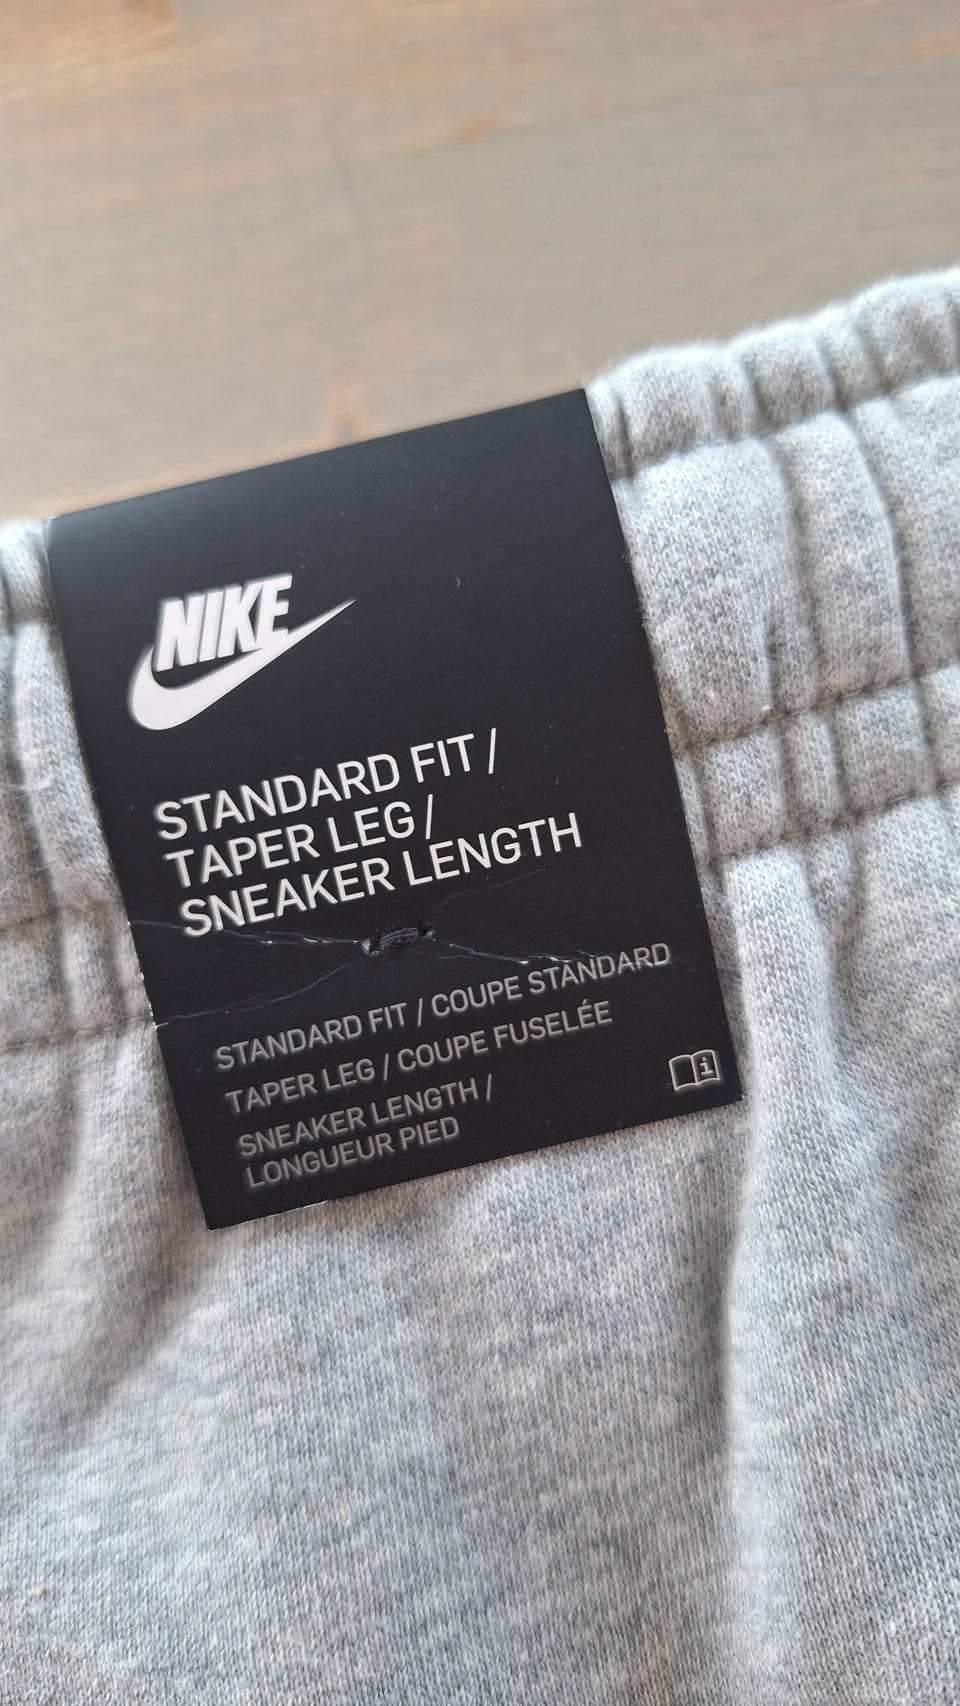 NIKE
STANDARD FIT /
TAPER LEG /
SNEAKER LENGTH
STANDARD FIT / COUPE STANDARD
TAPER LEG / COUPE FUSELÉE
SNEAKER LENGTH /
LONGUEUR PIED
i